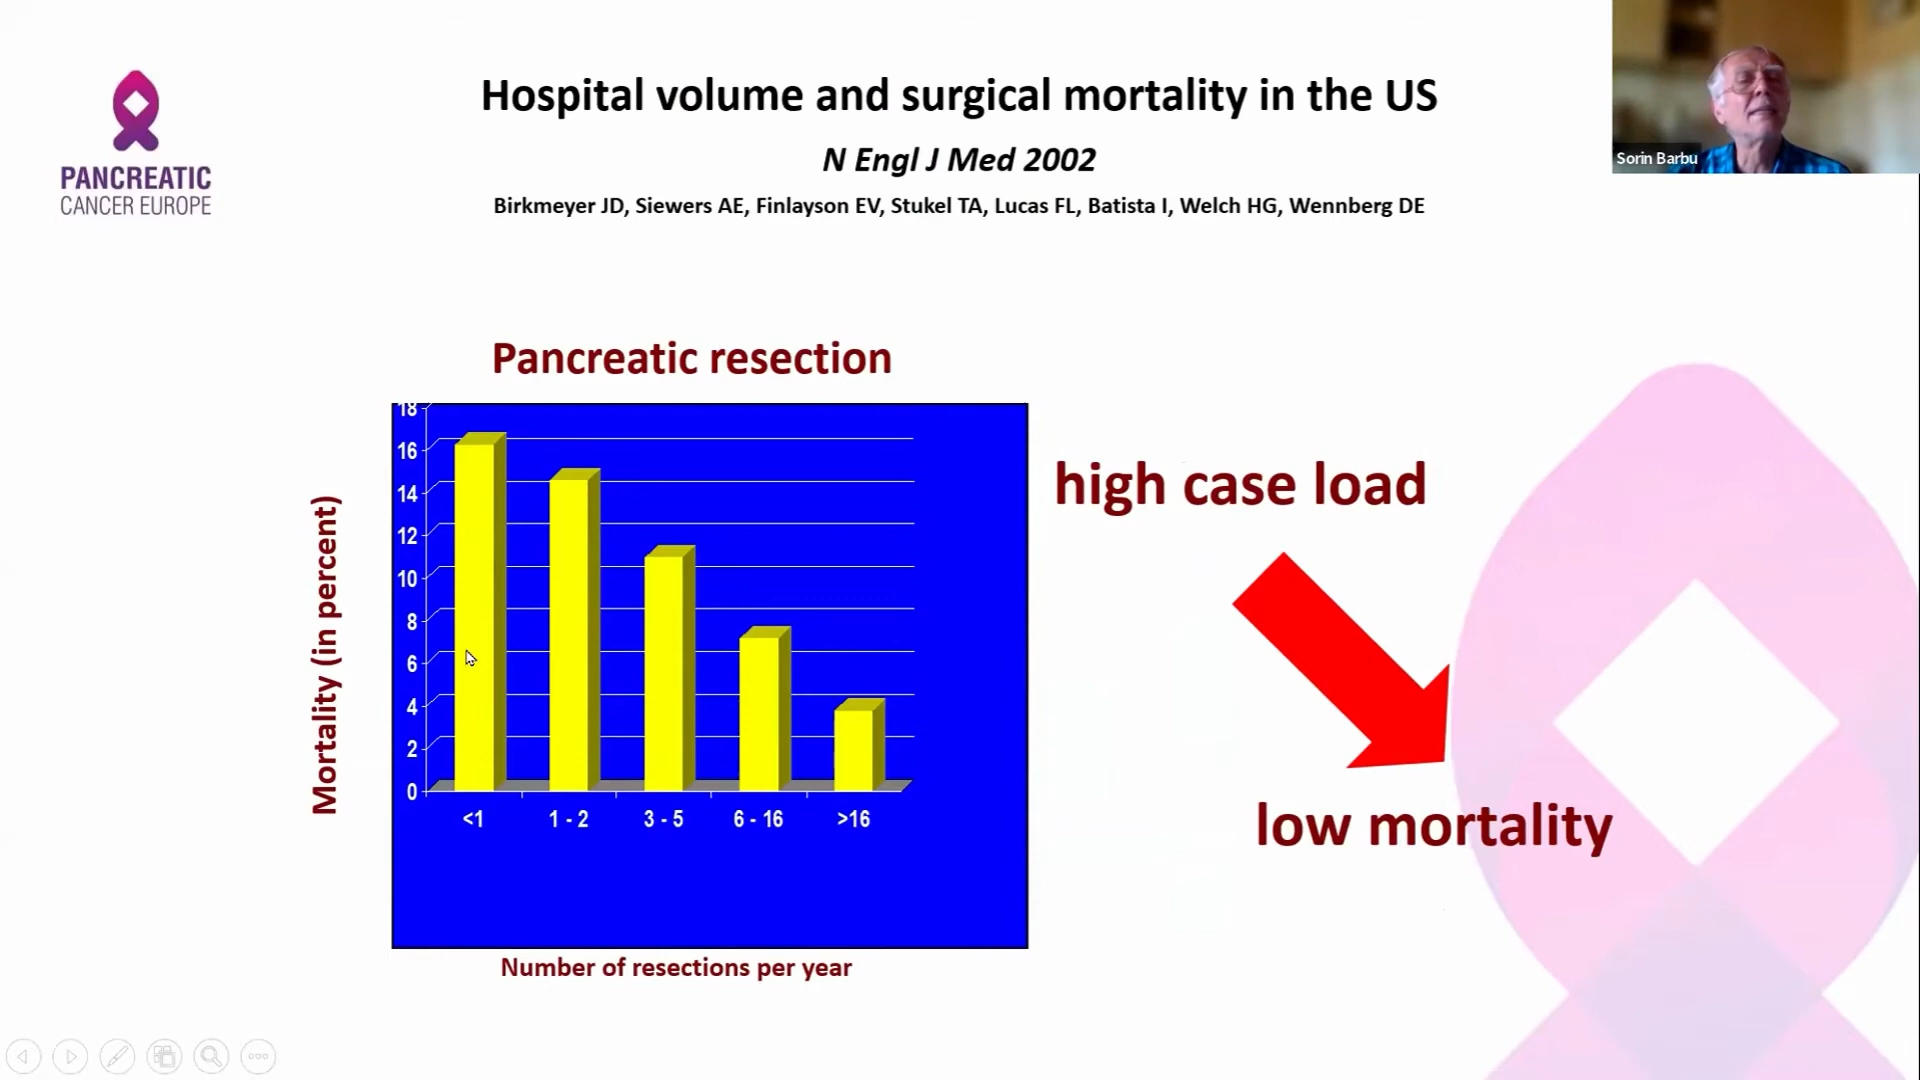 Hospital volume and surgical mortality in the US
N Engl J Med 2002
Birkmeyer JD, Siewers AE, Finlayson EV, Stukel TA, Lucas FL, Batista I, Welch HG, Wennberg DE
Sorin Barbu
PANCREATIC
CANCER EUROPE
Pancreatic resection
Mortality (in percent)
18
16
14
12
10
8
6
4
2
0
<1 1 - 2 3 - 5 6 - 16 >16
Number of resections per year
high case load
low mortality